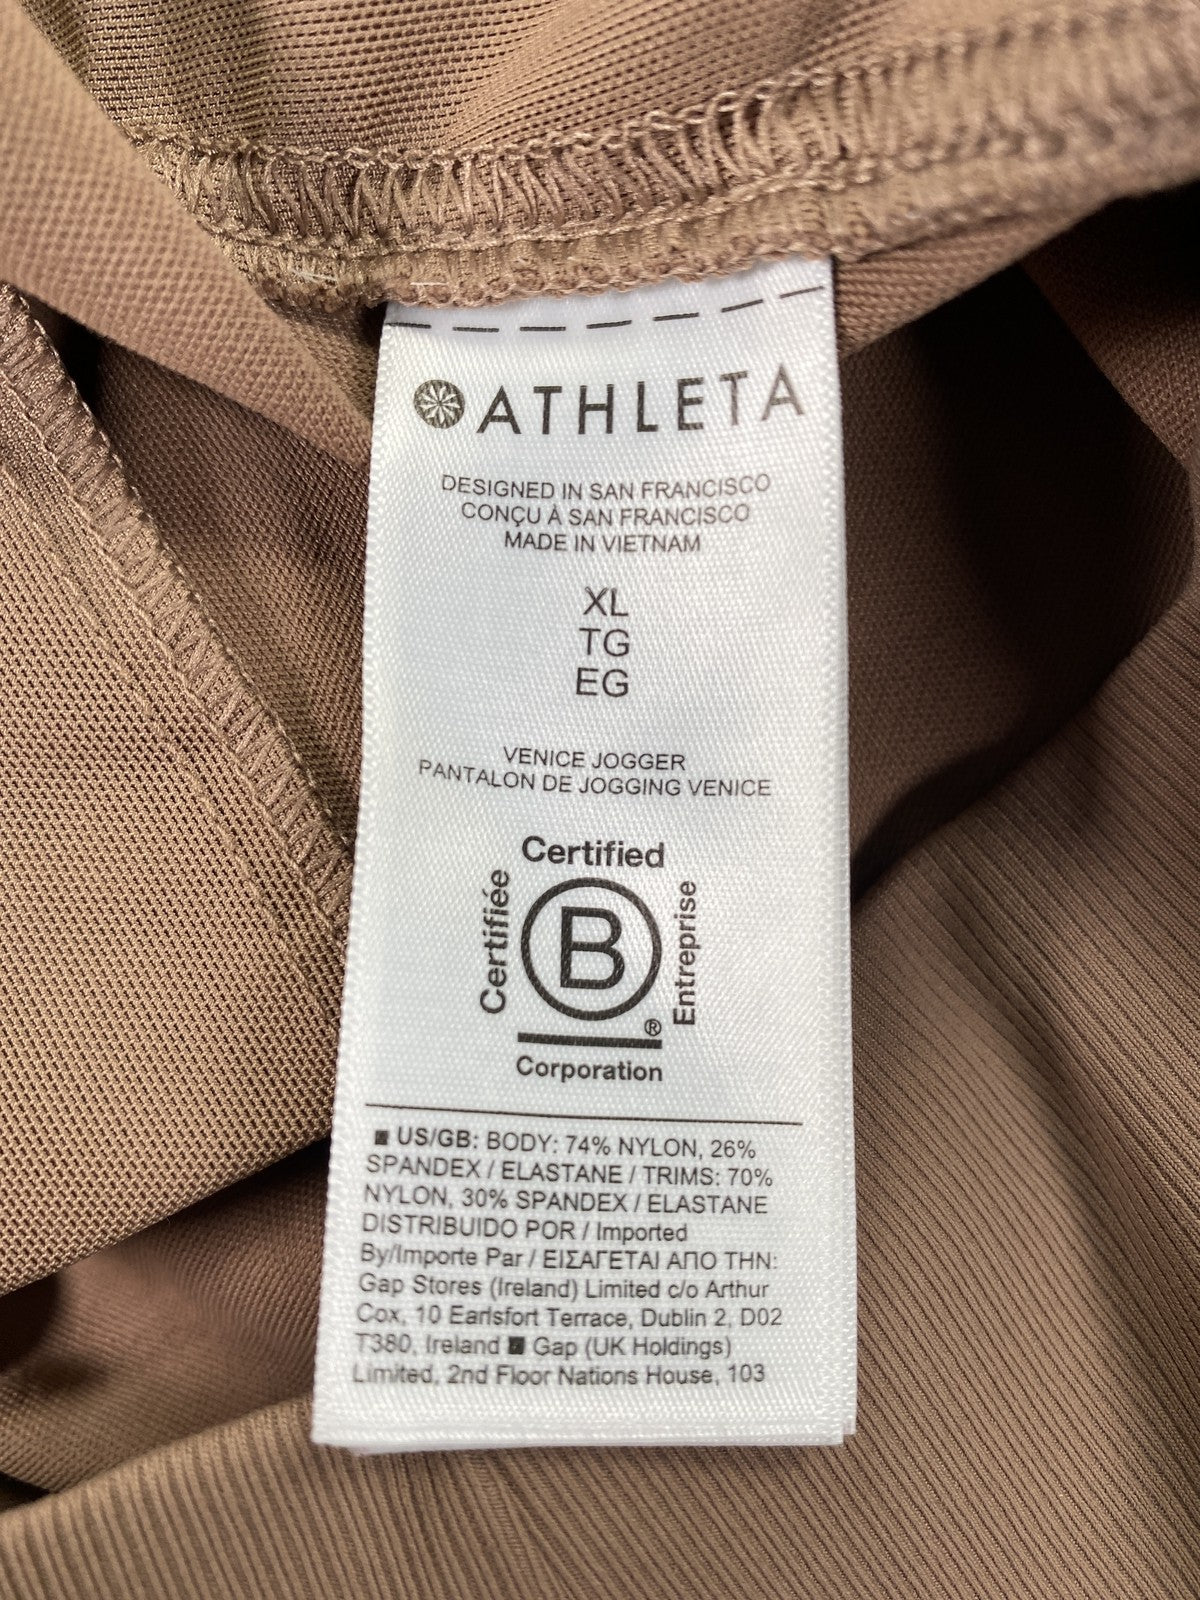 ATHLETA
DESIGNED IN SAN FRANCISCO
CONÇU À SAN FRANCISCO
MADE IN VIETNAM
XL
TG
EG
VENICE JOGGER
PANTALON DE JOGGING VENICE
Certified
Certifiée
B
Entreprise
®
Corporation
■ US/GB: BODY: 74% NYLON, 26%
SPANDEX / ELASTANE / TRIMS: 70%
NYLON, 30% SPANDEX / ELASTANE
DISTRIBUIDO POR / Imported
By/Importe Par / ΕΙΣΑΓΕΤΑΙ ΑΠΟ ΤΗΝ:
Gap Stores (Ireland) Limited c/o Arthur
Cox, 10 Earlsfort Terrace, Dublin 2, D02
T380, Ireland ■ Gap (UK Holdings)
Limited, 2nd Floor Nations House, 103